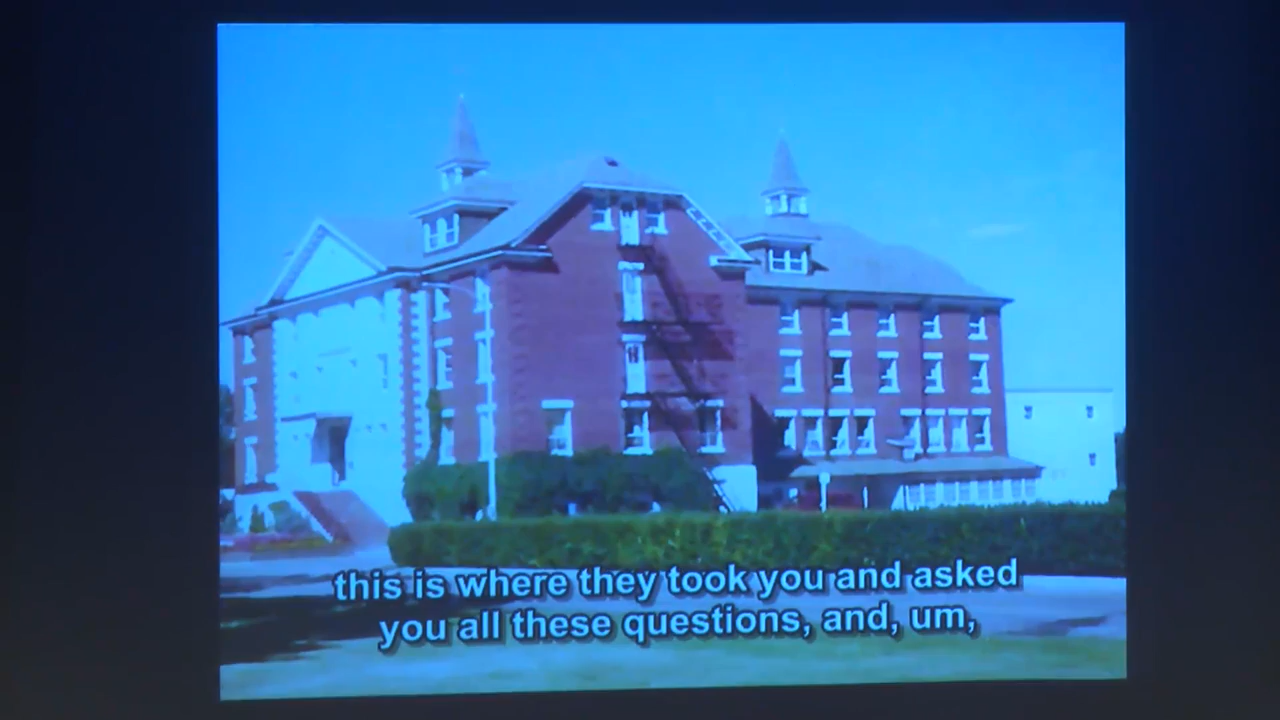 this is where they took you and asked
you all these questions, and, um,